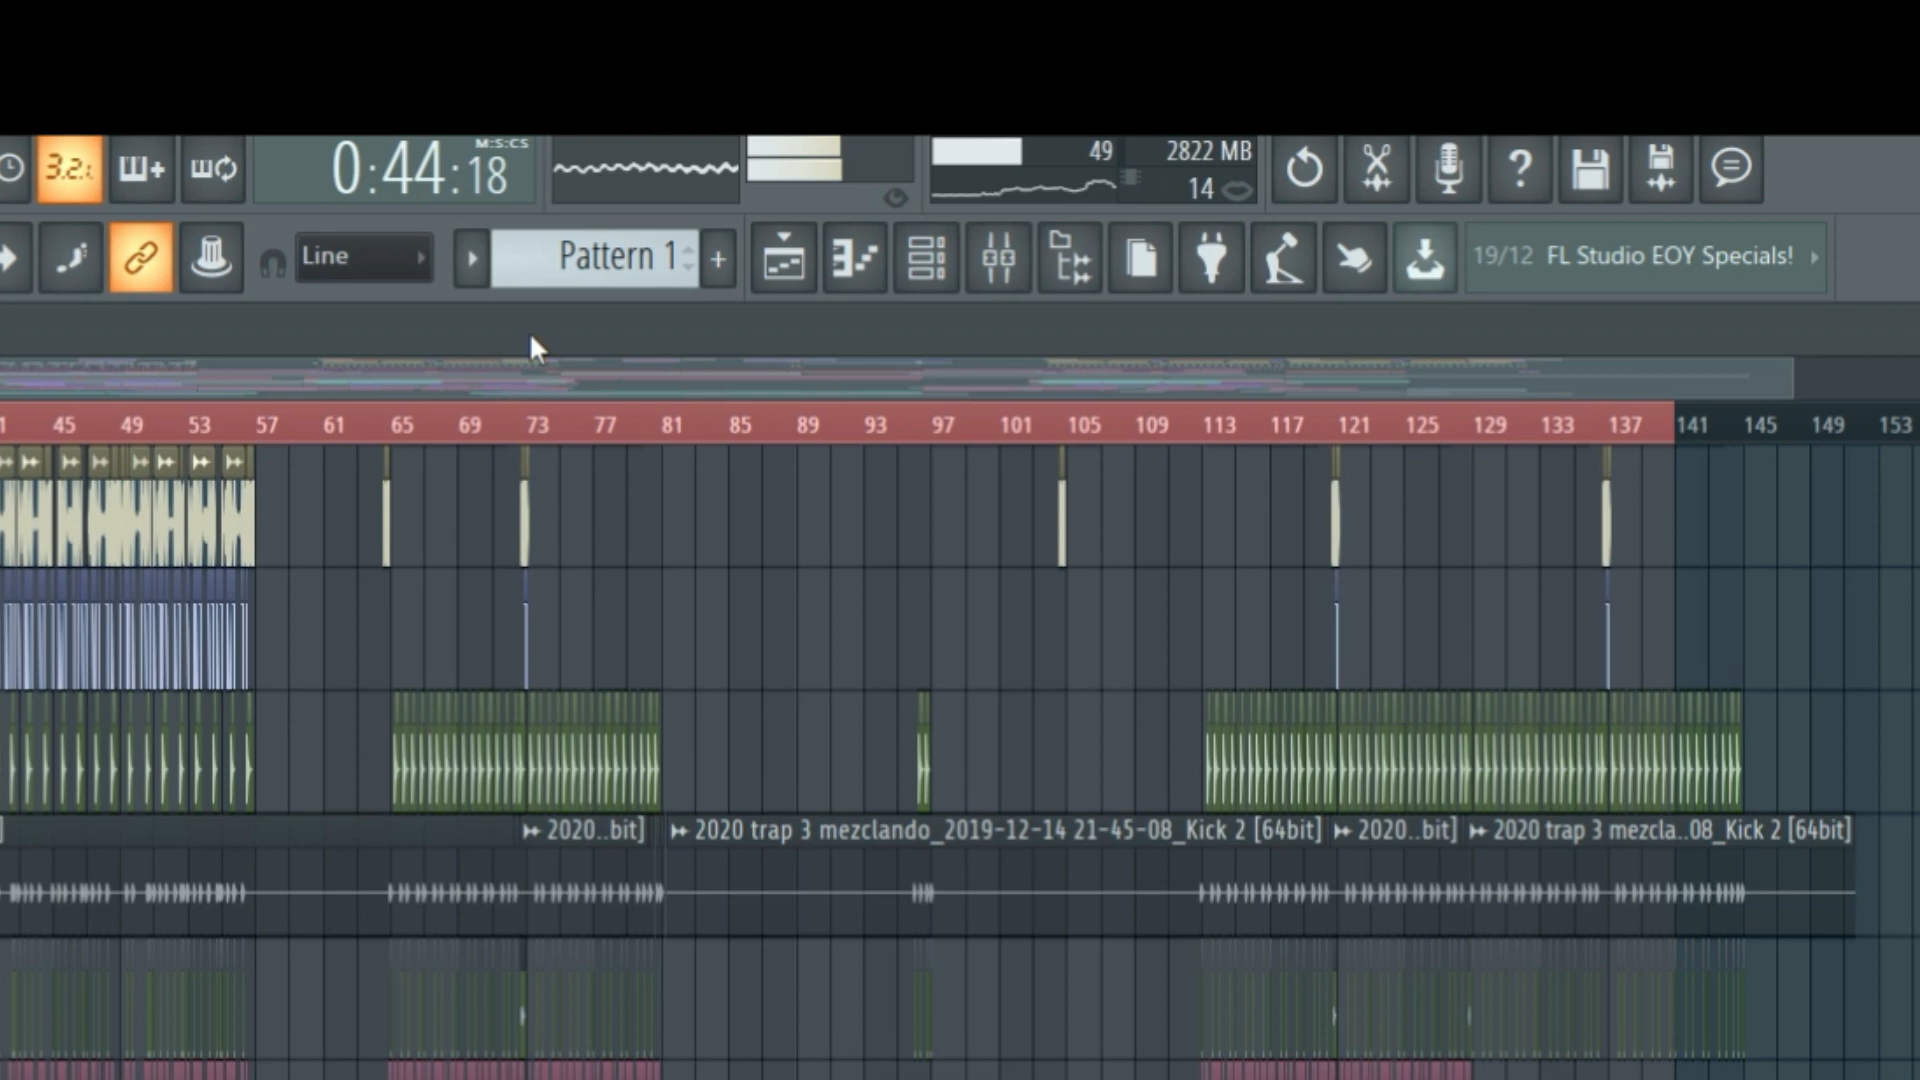 3.2.
M:S:CS
0:44:18
49
2822 MB
14
Line
Pattern 1
+
19/12 FL Studio EOY Specials!
45 49 53 57 61 65 69 73 77 81 85 89 93 97 101 105 109 113 117 121 125 129 133 137 141 145 149 153
2020..bit]
2020 trap 3 mezclando_2019-12-14 21-45-08_Kick 2 [64bit]
2020..bit]
2020 trap 3 mezcla..08_Kick 2 [64bit]